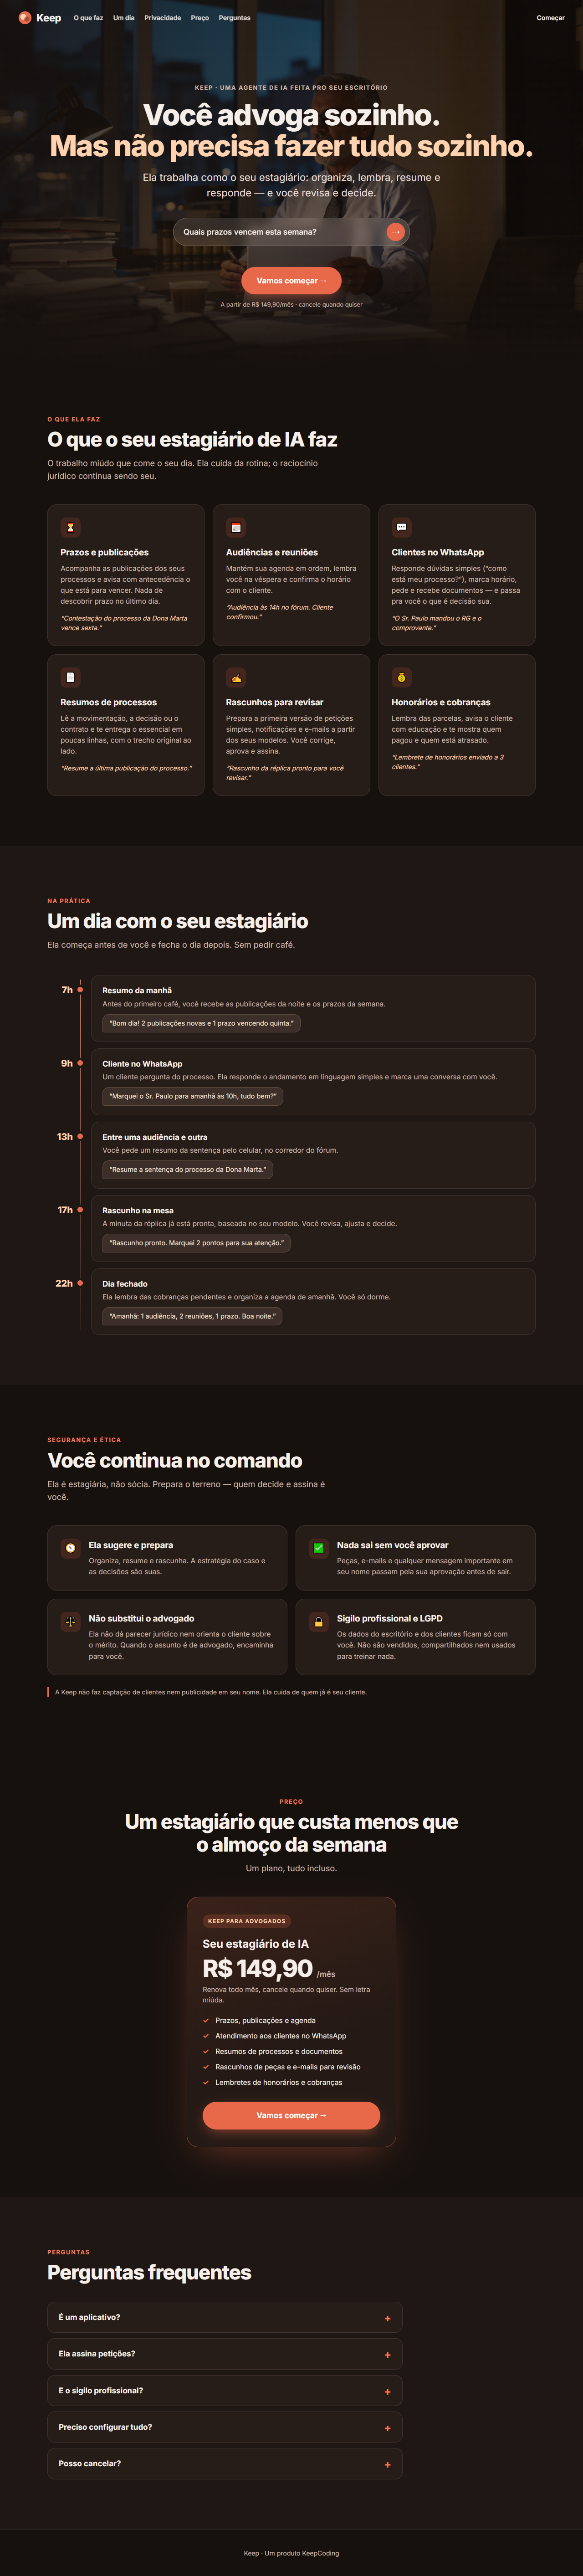 Keep
O que faz
Um dia
Privacidade
Preço
Perguntas
Começar
KEEP · UMA AGENTE DE IA FEITA PRO SEU ESCRITÓRIO
Você advoga sozinho.
Mas não precisa fazer tudo sozinho.
Ela trabalha como o seu estagiário: organiza, lembra, resume e
responde — e você revisa e decide.
Quais prazos vencem esta semana?
→
Vamos começar →
A partir de R$ 149,90/mês · cancele quando quiser
O QUE ELA FAZ
O que o seu estagiário de IA faz
O trabalho miúdo que come o seu dia. Ela cuida da rotina; o raciocínio
jurídico continua sendo seu.
Prazos e publicações
Acompanha as publicações dos seus
processos e avisa com antecedência o
que está para vencer. Nada de
descobrir prazo no último dia.
“Contestação do processo da Dona Marta
vence sexta.”
Audiências e reuniões
Mantém sua agenda em ordem, lembra
você na véspera e confirma o horário
com o cliente.
“Audiência às 14h no fórum. Cliente
confirmou.”
Clientes no WhatsApp
Responde dúvidas simples (“como
está meu processo?”), marca horário,
pede e recebe documentos — e passa
pra você o que é decisão sua.
“O Sr. Paulo mandou o RG e o
comprovante.”
Resumos de processos
Lê a movimentação, a decisão ou o
contrato e te entrega o essencial em
poucas linhas, com o trecho original ao
lado.
“Resume a última publicação do processo.”
Rascunhos para revisar
Prepara a primeira versão de petições
simples, notificações e e-mails a partir
dos seus modelos. Você corrige,
aprova e assina.
“Rascunho da réplica pronto para você
revisar.”
Honorários e cobranças
Lembra das parcelas, avisa o cliente
com educação e te mostra quem
pagou e quem está atrasado.
“Lembrete de honorários enviado a 3
clientes.”
NA PRÁTICA
Um dia com o seu estagiário
Ela começa antes de você e fecha o dia depois. Sem pedir café.
7h
Resumo da manhã
Antes do primeiro café, você recebe as publicações da noite e os prazos da semana.
“Bom dia! 2 publicações novas e 1 prazo vencendo quinta.”
9h
Cliente no WhatsApp
Um cliente pergunta do processo. Ela responde o andamento em linguagem simples e marca uma conversa com você.
“Marquei o Sr. Paulo para amanhã às 10h, tudo bem?”
13h
Entre uma audiência e outra
Você pede um resumo da sentença pelo celular, no corredor do fórum.
“Resume a sentença do processo da Dona Marta.”
17h
Rascunho na mesa
A minuta da réplica já está pronta, baseada no seu modelo. Você revisa, ajusta e decide.
“Rascunho pronto. Marquei 2 pontos para sua atenção.”
22h
Dia fechado
Ela lembra das cobranças pendentes e organiza a agenda de amanhã. Você só dorme.
“Amanhã: 1 audiência, 2 reuniões, 1 prazo. Boa noite.”
SEGURANÇA E ÉTICA
Você continua no comando
Ela é estagiária, não sócia. Prepara o terreno — quem decide e assina é
você.
Ela sugere e prepara
Organiza, resume e rascunha. A estratégia do caso e
as decisões são suas.
Nada sai sem você aprovar
Peças, e-mails e qualquer mensagem importante em
seu nome passam pela sua aprovação antes de sair.
Não substitui o advogado
Ela não dá parecer jurídico nem orienta o cliente sobre
o mérito. Quando o assunto é de advogado, encaminha
para você.
Sigilo profissional e LGPD
Os dados do escritório e dos clientes ficam só com
você. Não são vendidos, compartilhados nem usados
para treinar nada.
A Keep não faz captação de clientes nem publicidade em seu nome. Ela cuida de quem já é seu cliente.
PREÇO
Um estagiário que custa menos que
o almoço da semana
Um plano, tudo incluso.
KEEP PARA ADVOGADOS
Seu estagiário de IA
R$ 149,90 /mês
Renova todo mês, cancele quando quiser. Sem letra
miúda.
✓ Prazos, publicações e agenda
✓ Atendimento aos clientes no WhatsApp
✓ Resumos de processos e documentos
✓ Rascunhos de peças e e-mails para revisão
✓ Lembretes de honorários e cobranças
Vamos começar →
PERGUNTAS
Perguntas frequentes
É um aplicativo? +
Ela assina petições? +
E o sigilo profissional? +
Preciso configurar tudo? +
Posso cancelar? +
Keep · Um produto KeepCoding